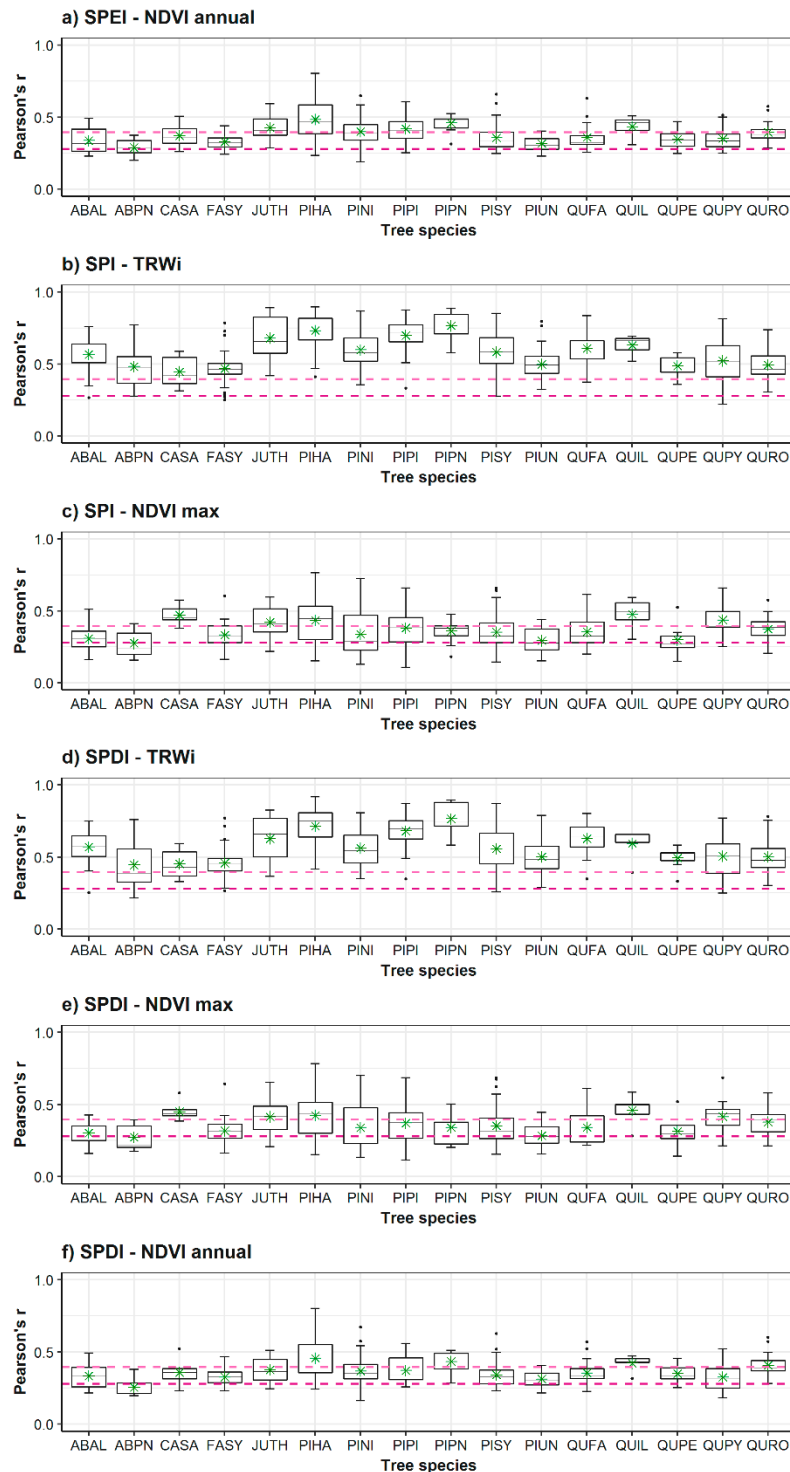 a) SPEI - NDVI annual
1.0
0.5
0.0
Pearson's r
ABAL ABPN CASA FASY JUTH PIHA PINI PIPI PIPN PISY PIUN QUFA QUIL QUPE QUPY QURO
Tree species
b) SPI - TRWi
1.0
0.5
0.0
Pearson's r
ABAL ABPN CASA FASY JUTH PIHA PINI PIPI PIPN PISY PIUN QUFA QUIL QUPE QUPY QURO
Tree species
c) SPI - NDVI max
1.0
0.5
0.0
Pearson's r
ABAL ABPN CASA FASY JUTH PIHA PINI PIPI PIPN PISY PIUN QUFA QUIL QUPE QUPY QURO
Tree species
d) SPDI - TRWi
1.0
0.5
0.0
Pearson's r
ABAL ABPN CASA FASY JUTH PIHA PINI PIPI PIPN PISY PIUN QUFA QUIL QUPE QUPY QURO
Tree species
e) SPDI - NDVI max
1.0
0.5
0.0
Pearson's r
ABAL ABPN CASA FASY JUTH PIHA PINI PIPI PIPN PISY PIUN QUFA QUIL QUPE QUPY QURO
Tree species
f) SPDI - NDVI annual
1.0
0.5
0.0
Pearson's r
ABAL ABPN CASA FASY JUTH PIHA PINI PIPI PIPN PISY PIUN QUFA QUIL QUPE QUPY QURO
Tree species